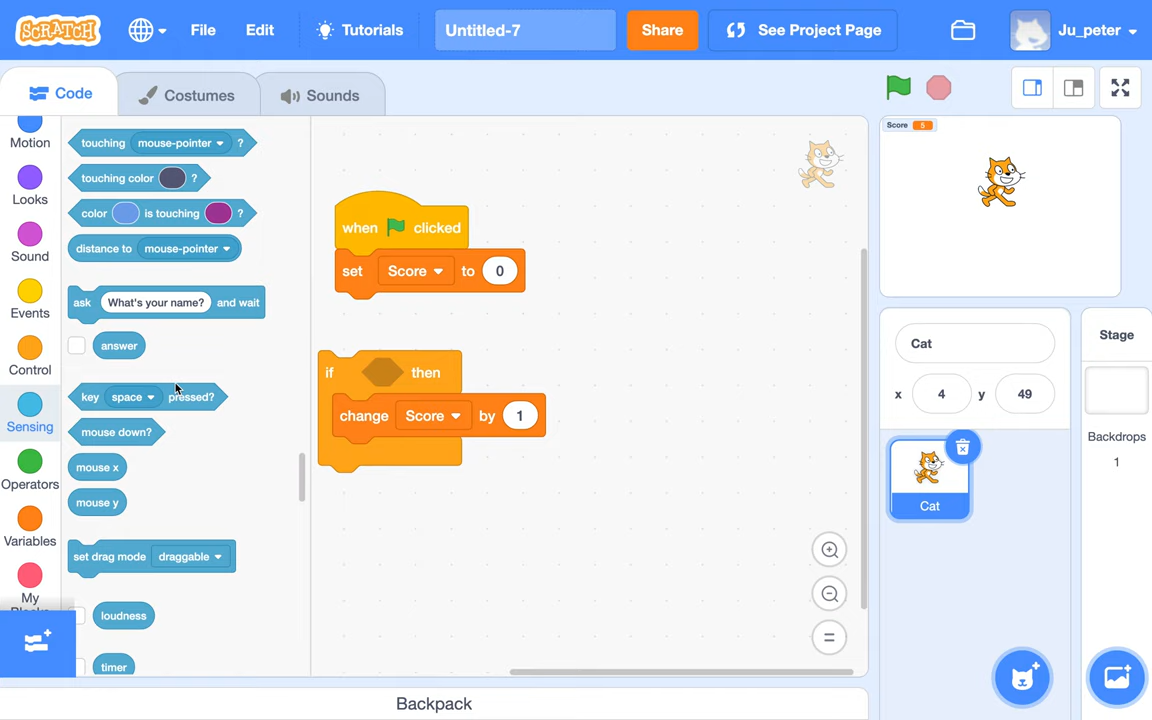 SCRATCH File Edit Tutorials Untitled-7 Share See Project Page Ju_peter
Code Costumes Sounds
Motion
Looks
Sound
Events
Control
Sensing
Operators
Variables
My
touching mouse-pointer ?
touching color ?
color is touching ?
distance to mouse-pointer
ask What's your name? and wait
answer
key space pressed?
mouse down?
mouse x
mouse y
set drag mode draggable
loudness
timer
when clicked
set Score to 0
if then
change Score by 1
Score 5
Cat
x 4 y 49
Cat
Stage
Backdrops
1
Backpack